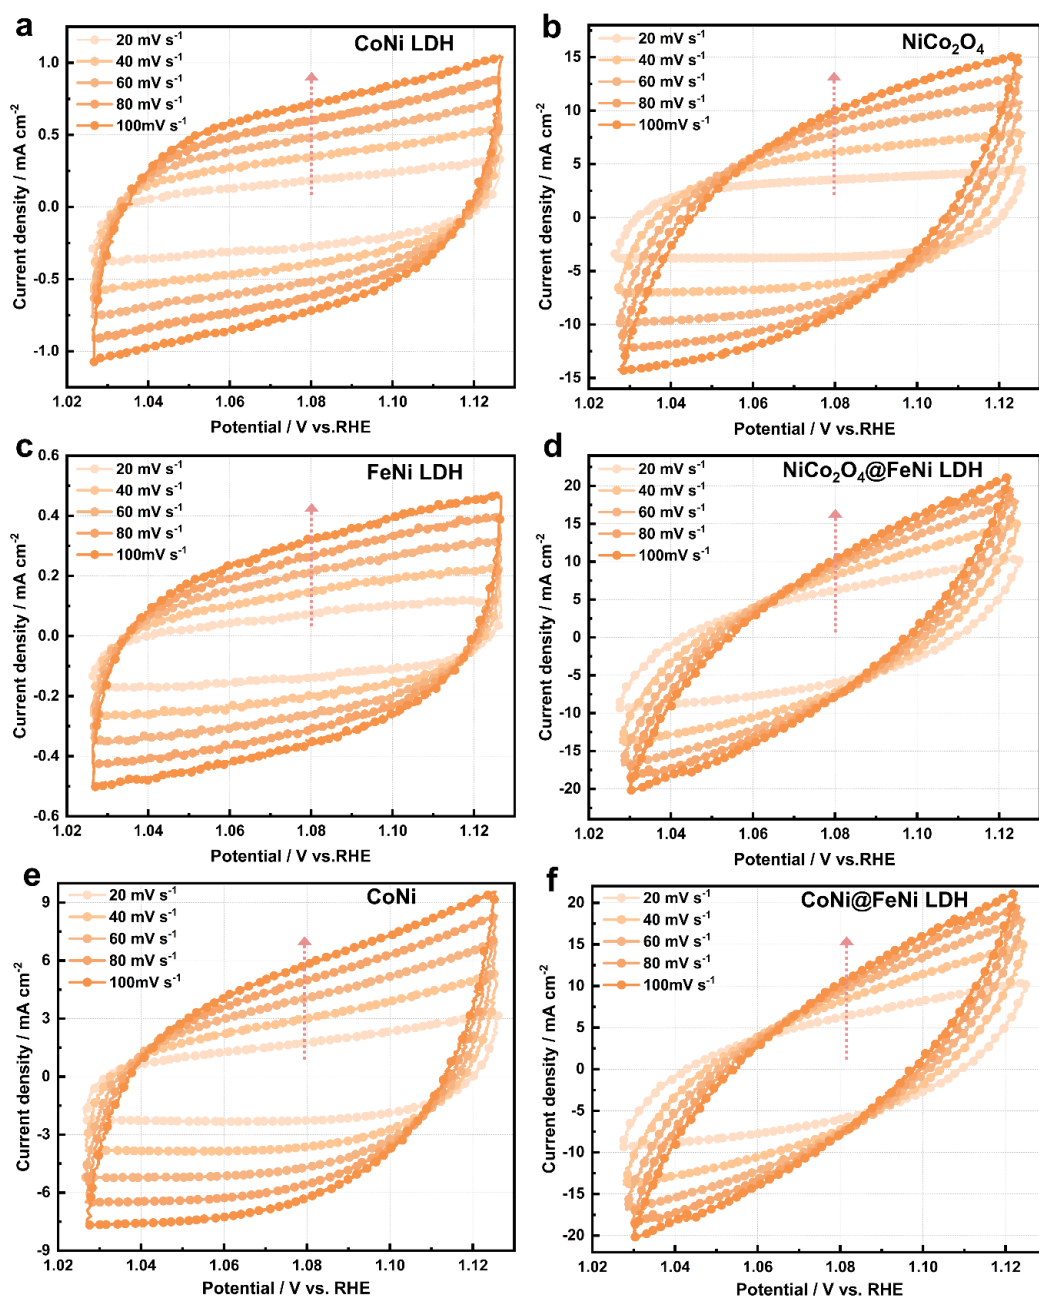 a
CoNi LDH
20 mV s⁻¹
40 mV s⁻¹
60 mV s⁻¹
80 mV s⁻¹
100mV s⁻¹
1.0
0.5
0.0
-0.5
-1.0
Current density / mA cm⁻²
1.02 1.04 1.06 1.08 1.10 1.12
Potential / V vs.RHE
b
NiCo₂O₄
20 mV s⁻¹
40 mV s⁻¹
60 mV s⁻¹
80 mV s⁻¹
100mV s⁻¹
15
10
5
0
-5
-10
-15
Current density / mA cm⁻²
1.02 1.04 1.06 1.08 1.10 1.12
Potential / V vs.RHE
c
FeNi LDH
20 mV s⁻¹
40 mV s⁻¹
60 mV s⁻¹
80 mV s⁻¹
100mV s⁻¹
0.6
0.4
0.2
0.0
-0.2
-0.4
-0.6
Current density / mA cm⁻²
1.02 1.04 1.06 1.08 1.10 1.12
Potential / V vs.RHE
d
NiCo₂O₄@FeNi LDH
20 mV s⁻¹
40 mV s⁻¹
60 mV s⁻¹
80 mV s⁻¹
100mV s⁻¹
20
15
10
5
0
-5
-10
-15
-20
Current density / mA cm⁻²
1.02 1.04 1.06 1.08 1.10 1.12
Potential / V vs.RHE
e
CoNi
20 mV s⁻¹
40 mV s⁻¹
60 mV s⁻¹
80 mV s⁻¹
100mV s⁻¹
9
6
3
0
-3
-6
-9
Current density / mA cm⁻²
1.02 1.04 1.06 1.08 1.10 1.12
Potential / V vs. RHE
f
CoNi@FeNi LDH
20 mV s⁻¹
40 mV s⁻¹
60 mV s⁻¹
80 mV s⁻¹
100mV s⁻¹
20
15
10
5
0
-5
-10
-15
-20
Current density / mA cm⁻²
1.02 1.04 1.06 1.08 1.10 1.12
Potential / V vs. RHE